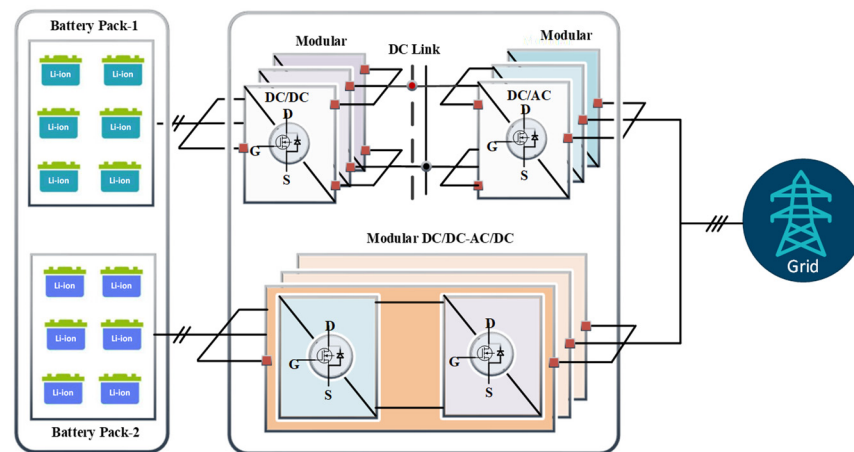 Battery Pack-1
Li-ion
Li-ion
Li-ion
Li-ion
Li-ion
Li-ion
Modular
DC Link
Modular
DC/DC
D
G
S
DC/AC
D
G
S
Grid
Modular DC/DC-AC/DC
Li-ion
Li-ion
Li-ion
Li-ion
Li-ion
Li-ion
D
G
S
D
G
S
Battery Pack-2